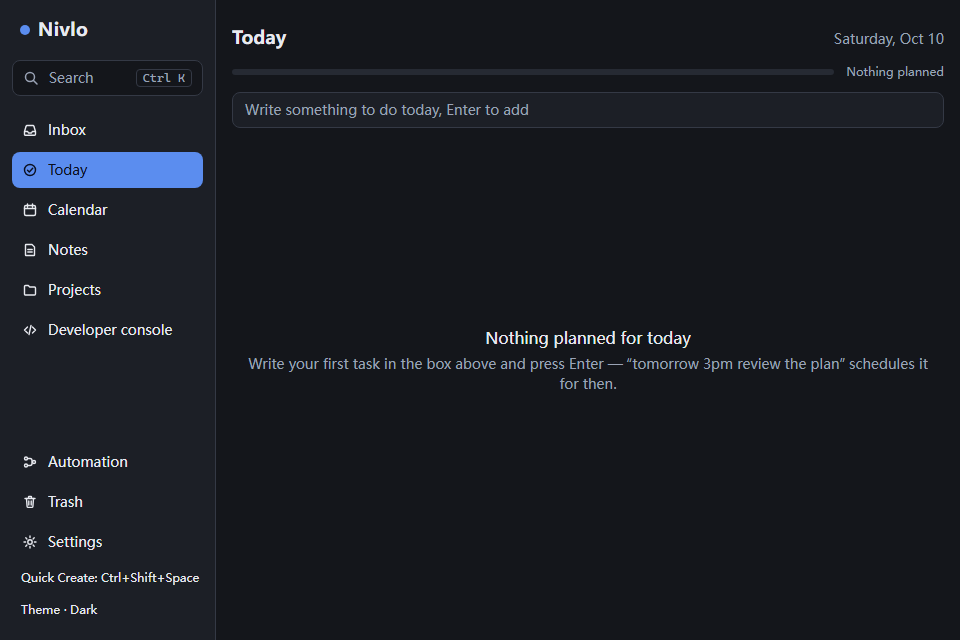 Nivlo
Search
Ctrl K
Inbox
Today
Calendar
Notes
Projects
Developer console
Automation
Trash
Settings
Quick Create: Ctrl+Shift+Space
Theme · Dark
Today
Saturday, Oct 10
Nothing planned
Write something to do today, Enter to add
Nothing planned for today
Write your first task in the box above and press Enter — “tomorrow 3pm review the plan” schedules it
for then.